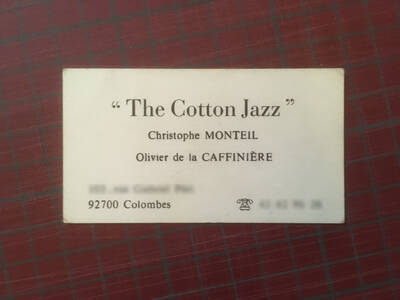 “ The Cotton Jazz ”
Christophe MONTEIL
Olivier de la CAFFINIÈRE
92700 Colombes